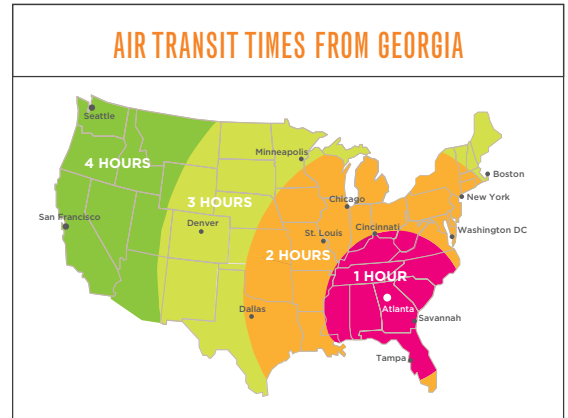 AIR TRANSIT TIMES FROM GEORGIA
Seattle
4 HOURS
Minneapolis
Boston
3 HOURS
New York
Chicago
San Francisco
Denver
St. Louis
Cincinnati
Washington DC
2 HOURS
1 HOUR
Dallas
Atlanta
Savannah
Tampa